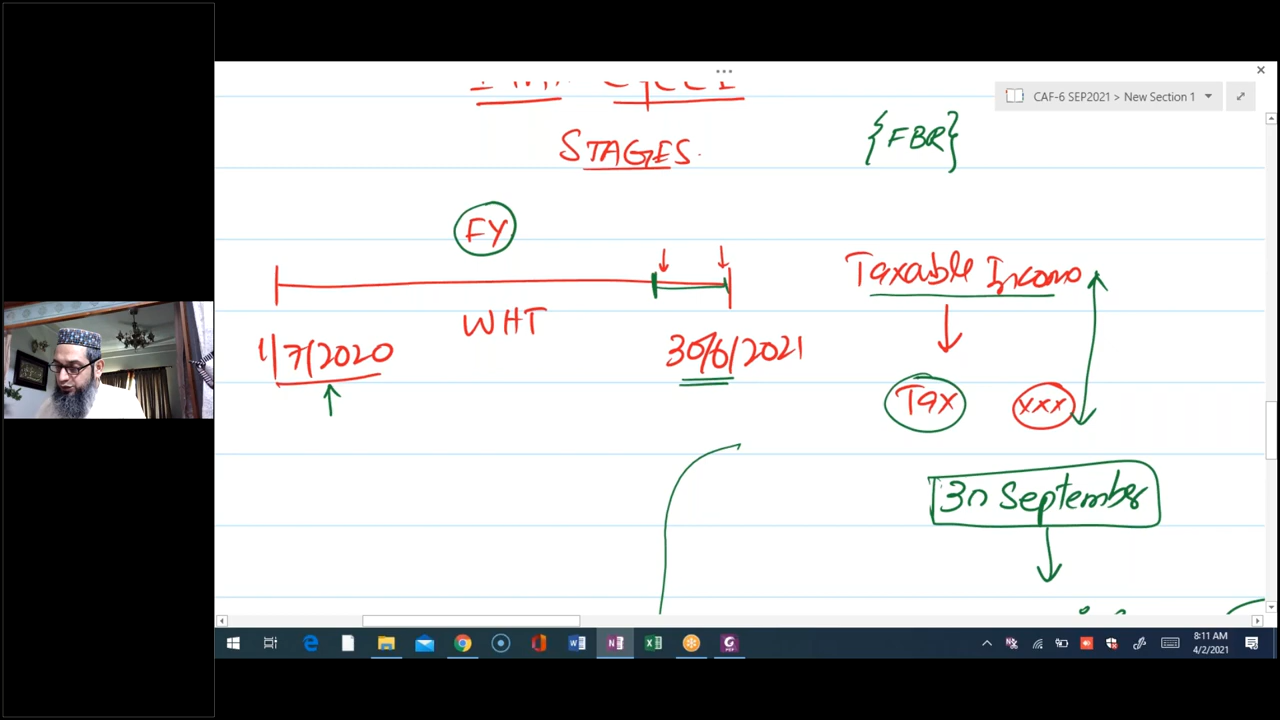 CAF-6 SEP2021 > New Section 1
STAGES
{FBR}
FY
Taxable Income
WHT
1/7/2020
30/6/2021
Tax
xxx
30 September
8:11 AM
4/2/2021